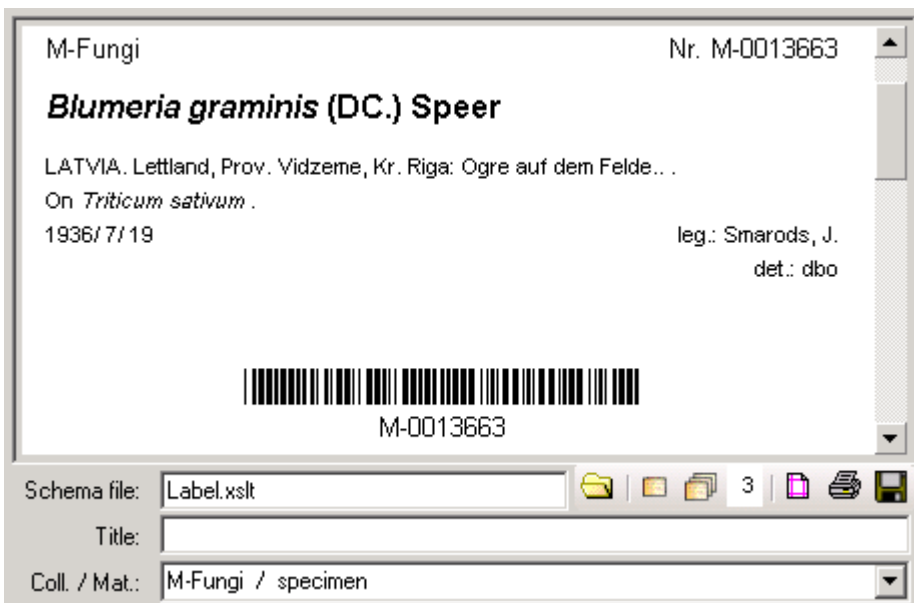 M-Fungi Nr. M-0013663
Blumeria graminis (DC.) Speer
LATVIA. Lettland, Prov. Vidzeme, Kr. Riga: Ogre auf dem Felde.. .
On Triticum sativum .
1936/7/19 leg.: Smarods, J.
det.: dbo
M-0013663
Schema file: Label.xslt 3
Title:
Coll. / Mat.: M-Fungi / specimen